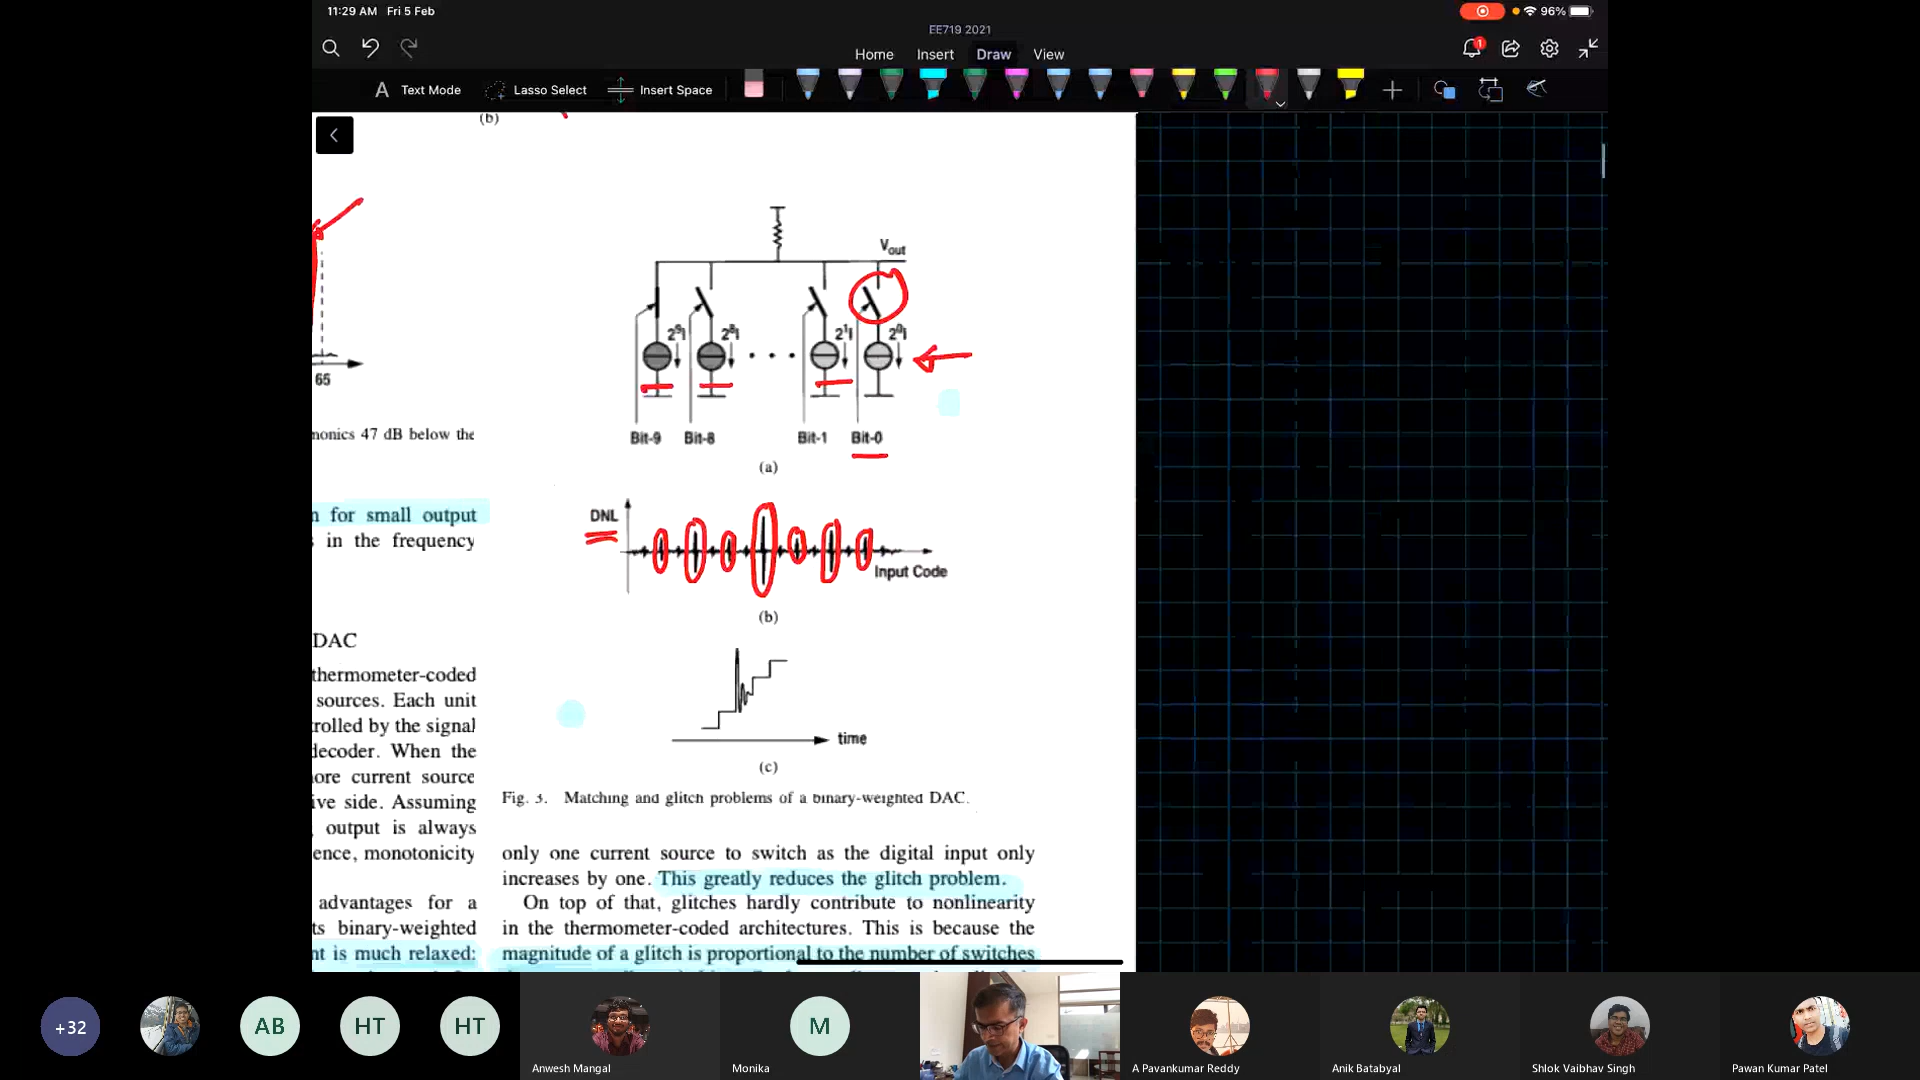 11:29 AM Fri 5 Feb
96%
EE719 2021
Home Insert Draw View
1
A Text Mode Lasso Select Insert Space
(b)
65
monics 47 dB below the
n for small output
s in the frequency
DAC
thermometer-coded
sources. Each unit
trolled by the signal
decoder. When the
ore current source
ive side. Assuming
, output is always
ence, monotonicity
advantages for a
ts binary-weighted
nt is much relaxed:
Vout
2⁹I 2⁸I 2¹I 2⁰I
Bit-9 Bit-8 Bit-1 Bit-0
(a)
DNL
Input Code
(b)
time
(c)
Fig. 3. Matching and glitch problems of a binary-weighted DAC.
only one current source to switch as the digital input only
increases by one. This greatly reduces the glitch problem.
On top of that, glitches hardly contribute to nonlinearity
in the thermometer-coded architectures. This is because the
magnitude of a glitch is proportional to the number of switches
+32
AB
HT
HT
Anwesh Mangal
M
Monika
A Pavankumar Reddy
Anik Batabyal
Shlok Vaibhav Singh
Pawan Kumar Patel